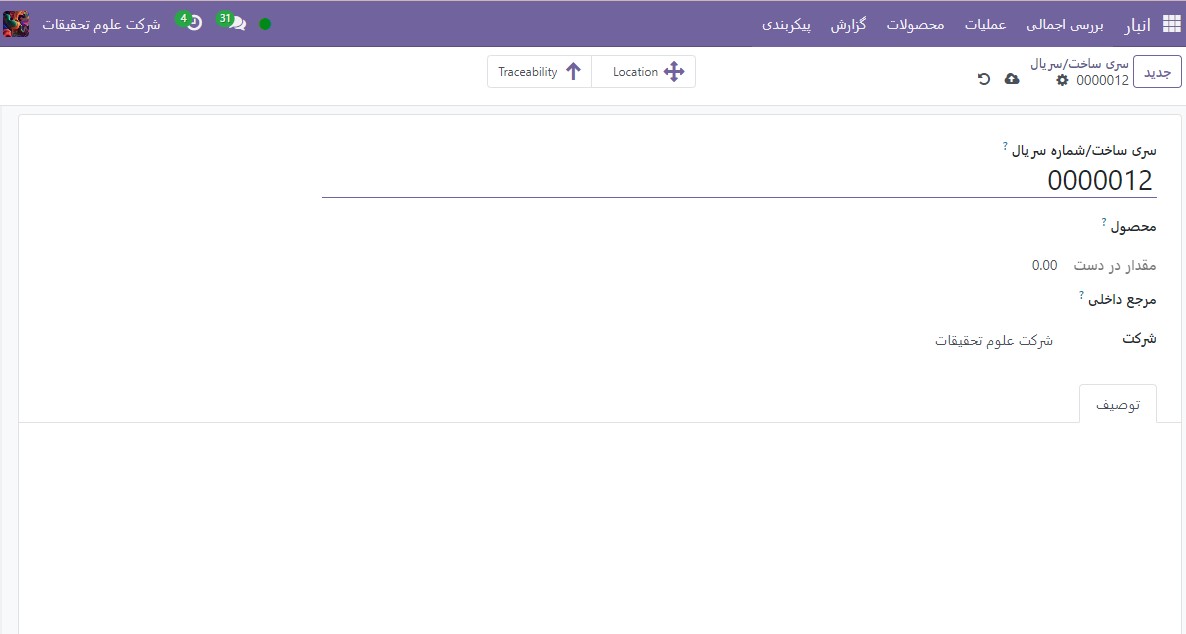 انبار بررسی اجمالی عملیات محصولات گزارش پیکربندی 31 4 شرکت علوم تحقیقات
جدید
سری ساخت/سریال
0000012
Location Traceability
سری ساخت/شماره سریال ?
0000012
محصول ?
مقدار در دست 0.00
مرجع داخلی ?
شرکت شرکت علوم تحقیقات
توصیف